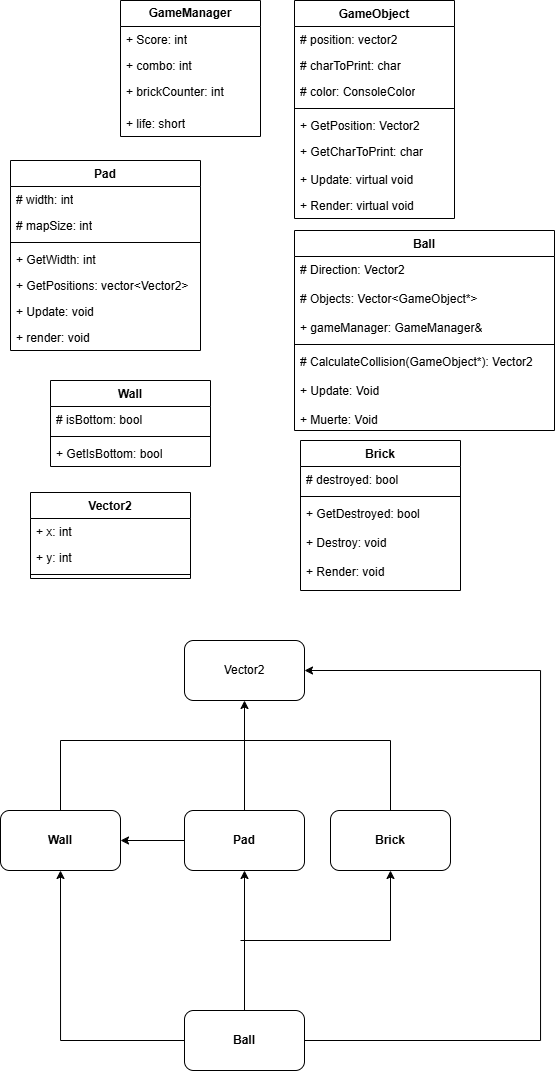 GameManager
+ Score: int
+ combo: int
+ brickCounter: int
+ life: short
GameObject
# position: vector2
# charToPrint: char
# color: ConsoleColor
+ GetPosition: Vector2
+ GetCharToPrint: char
+ Update: virtual void
+ Render: virtual void
Pad
# width: int
# mapSize: int
+ GetWidth: int
+ GetPositions: vector<Vector2>
+ Update: void
+ render: void
Ball
# Direction: Vector2
# Objects: Vector<GameObject*>
+ gameManager: GameManager&
# CalculateCollision(GameObject*): Vector2
+ Update: Void
+ Muerte: Void
Wall
# isBottom: bool
+ GetIsBottom: bool
Brick
# destroyed: bool
+ GetDestroyed: bool
+ Destroy: void
+ Render: void
Vector2
+ x: int
+ y: int
Vector2
Wall
Pad
Brick
Ball